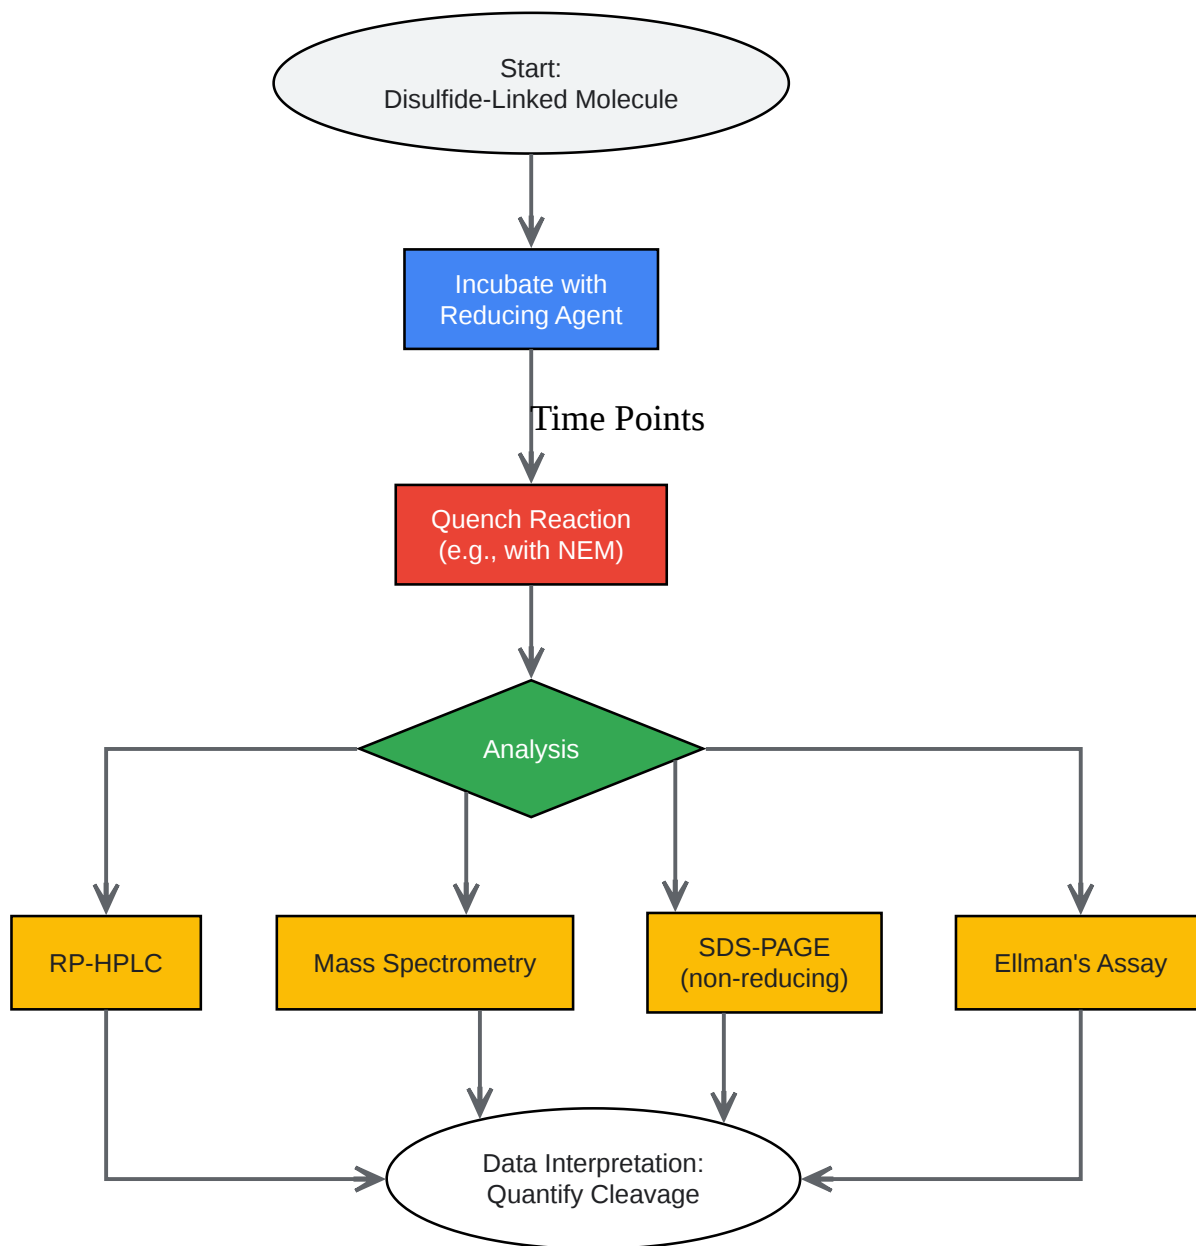 Start:
Disulfide-Linked Molecule
Incubate with
Reducing Agent
Time Points
Quench Reaction
(e.g., with NEM)
Analysis
RP-HPLC
Mass Spectrometry
SDS-PAGE
(non-reducing)
Ellman's Assay
Data Interpretation:
Quantify Cleavage